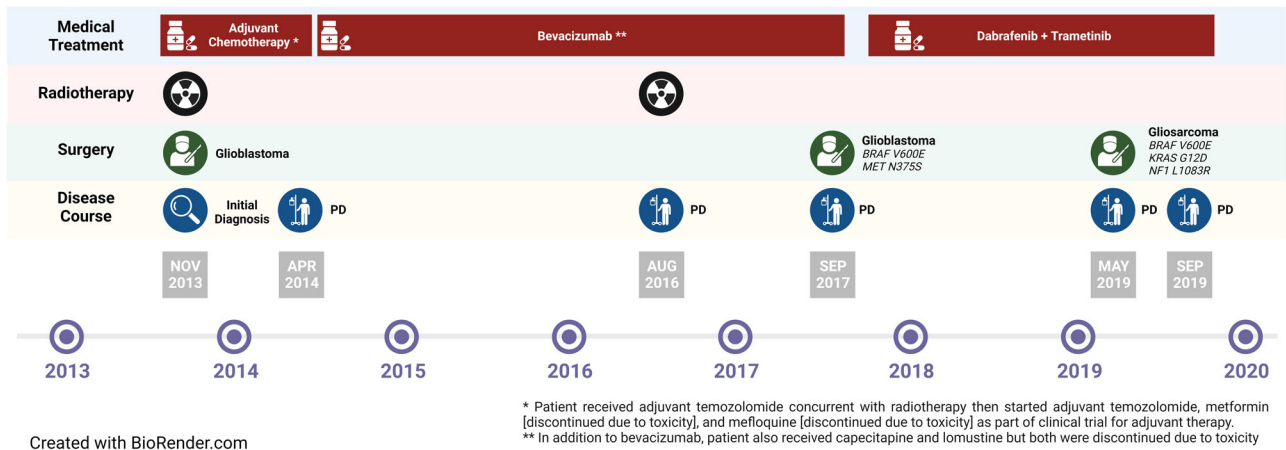 Medical
Treatment
Adjuvant
Chemotherapy *
Bevacizumab **
Dabrafenib + Trametinib
Radiotherapy
Surgery
Glioblastoma
Glioblastoma
BRAF V600E
MET N375S
Gliosarcoma
BRAF V600E
KRAS G12D
NF1 L1083R
Disease
Course
Initial
Diagnosis
PD
PD
PD
PD
PD
NOV
2013
APR
2014
AUG
2016
SEP
2017
MAY
2019
SEP
2019
2013
2014
2015
2016
2017
2018
2019
2020
* Patient received adjuvant temozolomide concurrent with radiotherapy then started adjuvant temozolomide, metformin
[discontinued due to toxicity], and mefloquine [discontinued due to toxicity] as part of clinical trial for adjuvant therapy.
** In addition to bevacizumab, patient also received capecitapine and lomustine but both were discontinued due to toxicity
Created with BioRender.com